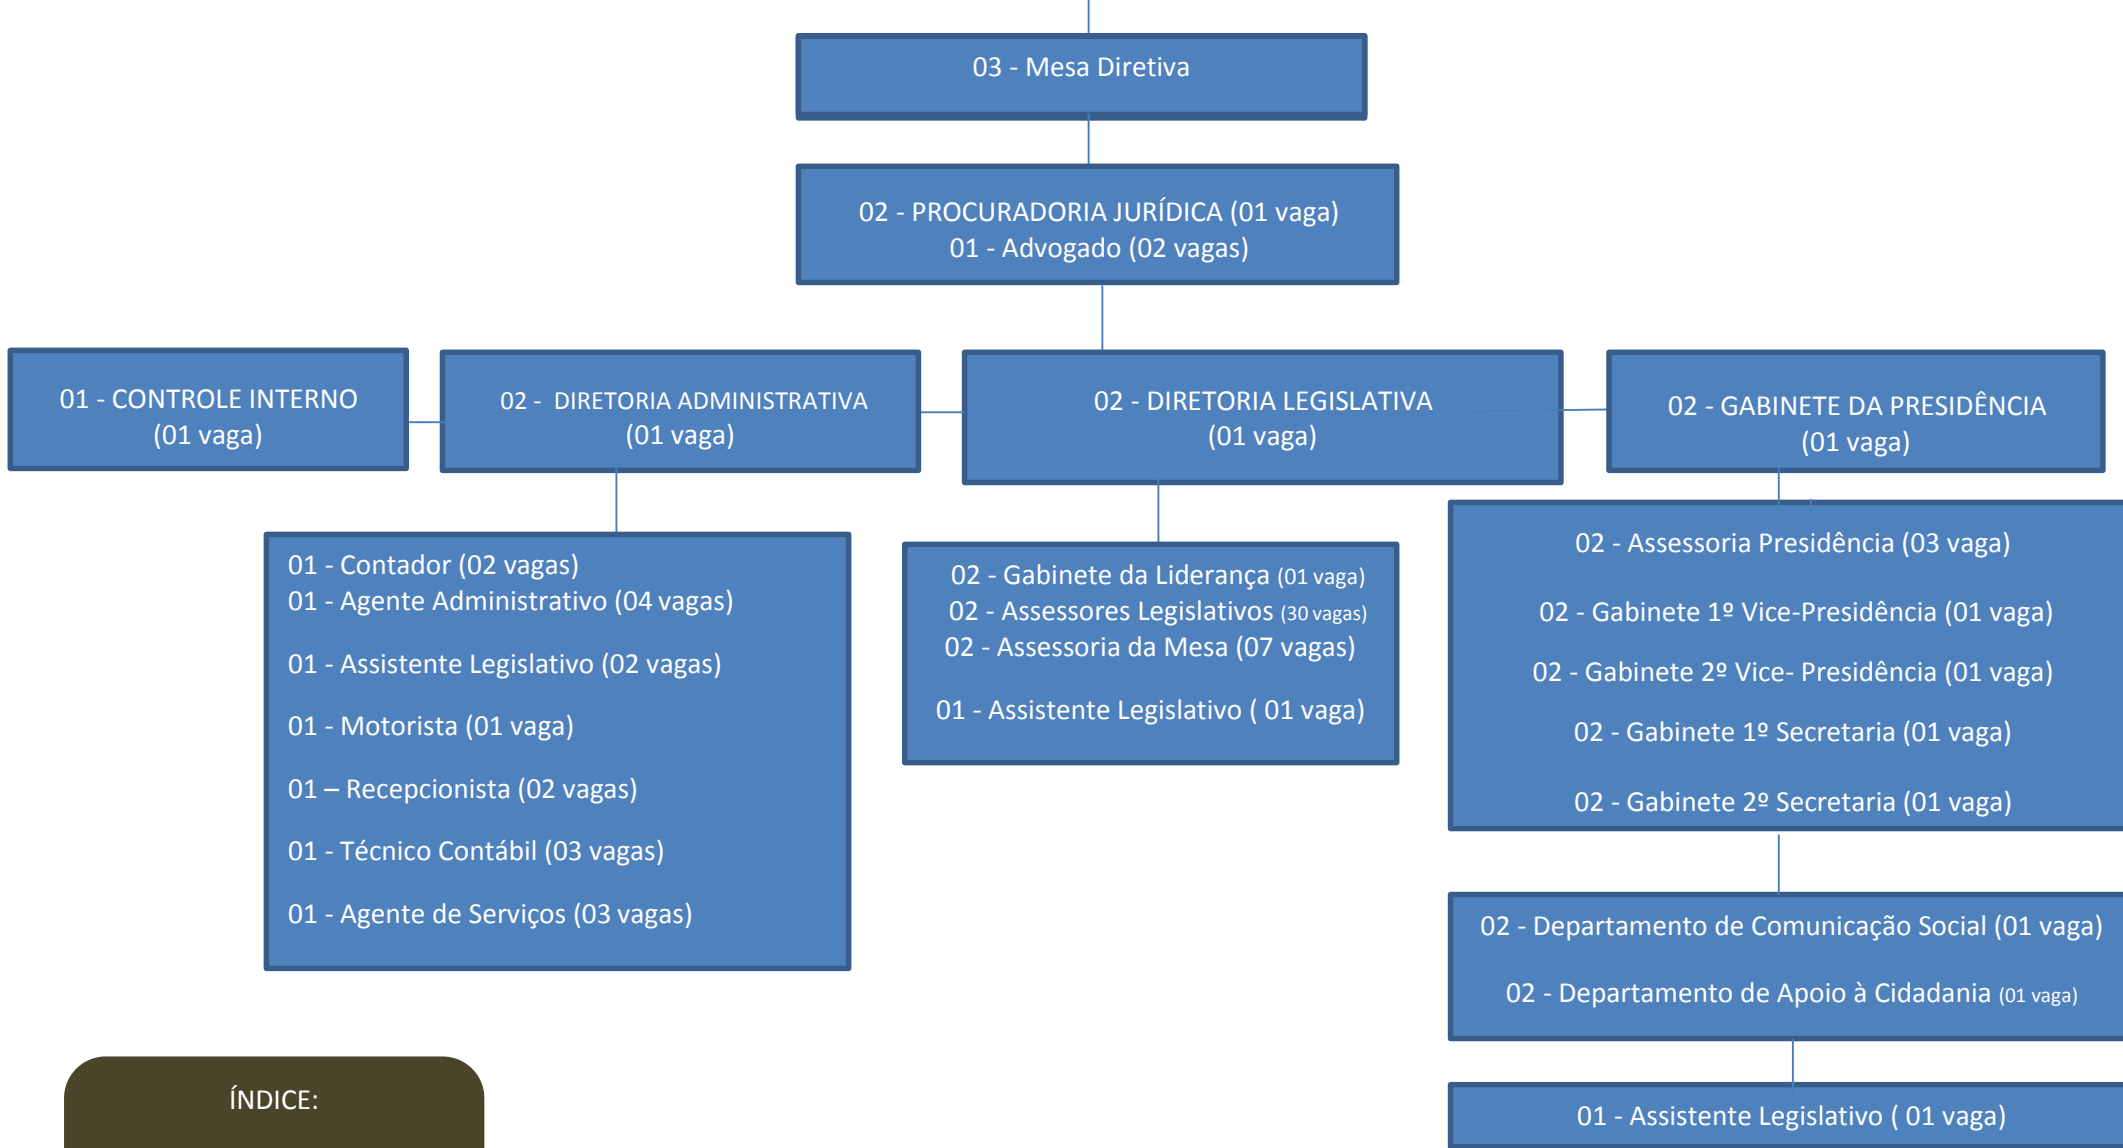 03 - Mesa Diretiva
02 - PROCURADORIA JURÍDICA (01 vaga)
01 - Advogado (02 vagas)
01 - CONTROLE INTERNO
(01 vaga)
02 - DIRETORIA ADMINISTRATIVA
(01 vaga)
02 - DIRETORIA LEGISLATIVA
(01 vaga)
02 - GABINETE DA PRESIDÊNCIA
(01 vaga)
01 - Contador (02 vagas)
01 - Agente Administrativo (04 vagas)
01 - Assistente Legislativo (02 vagas)
01 - Motorista (01 vaga)
01 – Recepcionista (02 vagas)
01 - Técnico Contábil (03 vagas)
01 - Agente de Serviços (03 vagas)
02 - Gabinete da Liderança (01 vaga)
02 - Assessores Legislativos (30 vagas)
02 - Assessoria da Mesa (07 vagas)
01 - Assistente Legislativo ( 01 vaga)
02 - Assessoria Presidência (03 vaga)
02 - Gabinete 1º Vice-Presidência (01 vaga)
02 - Gabinete 2º Vice- Presidência (01 vaga)
02 - Gabinete 1º Secretaria (01 vaga)
02 - Gabinete 2º Secretaria (01 vaga)
02 - Departamento de Comunicação Social (01 vaga)
02 - Departamento de Apoio à Cidadania (01 vaga)
01 - Assistente Legislativo ( 01 vaga)
ÍNDICE: